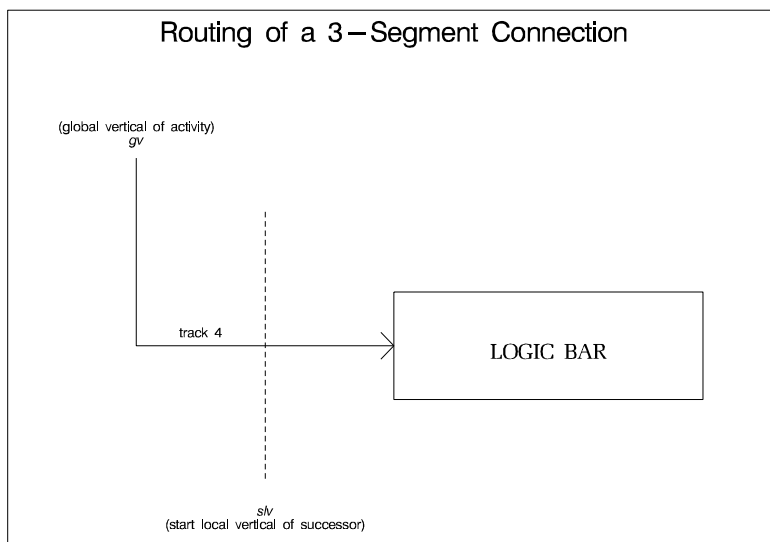 Routing of a 3-Segment Connection
(global vertical of activity)
gv
track 4
LOGIC BAR
slv
(start local vertical of successor)